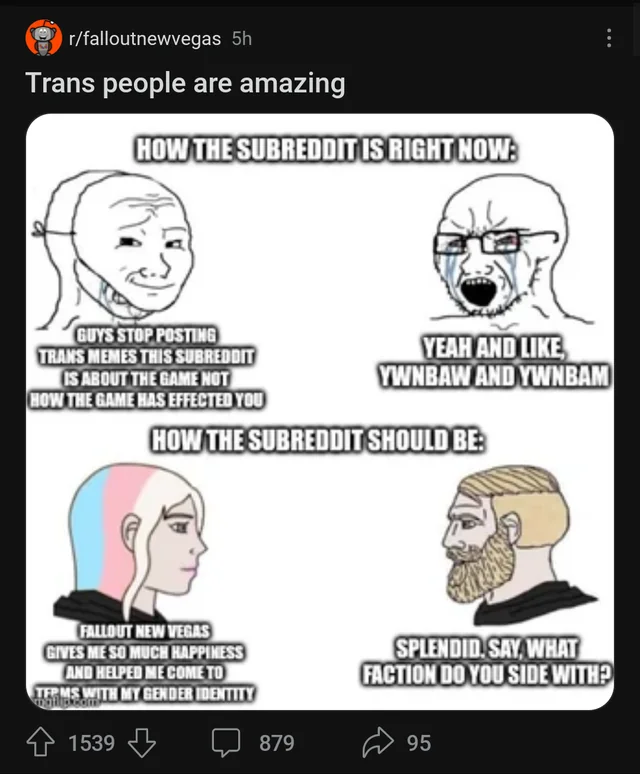 r/falloutnewvegas 5h
Trans people are amazing
HOW THE SUBREDDIT IS RIGHT NOW:
GUYS STOP POSTING
TRANS MEMES THIS SUBREDDIT
IS ABOUT THE GAME NOT
HOW THE GAME HAS EFFECTED YOU
YEAH AND LIKE,
YWNBAW AND YWNBAM
HOW THE SUBREDDIT SHOULD BE:
FALLOUT NEW VEGAS
GIVES ME SO MUCH HAPPINESS
AND HELPED ME COME TO
TERMS WITH MY GENDER IDENTITY
SPLENDID. SAY, WHAT
FACTION DO YOU SIDE WITH?
imgflip.com
1539 879 95